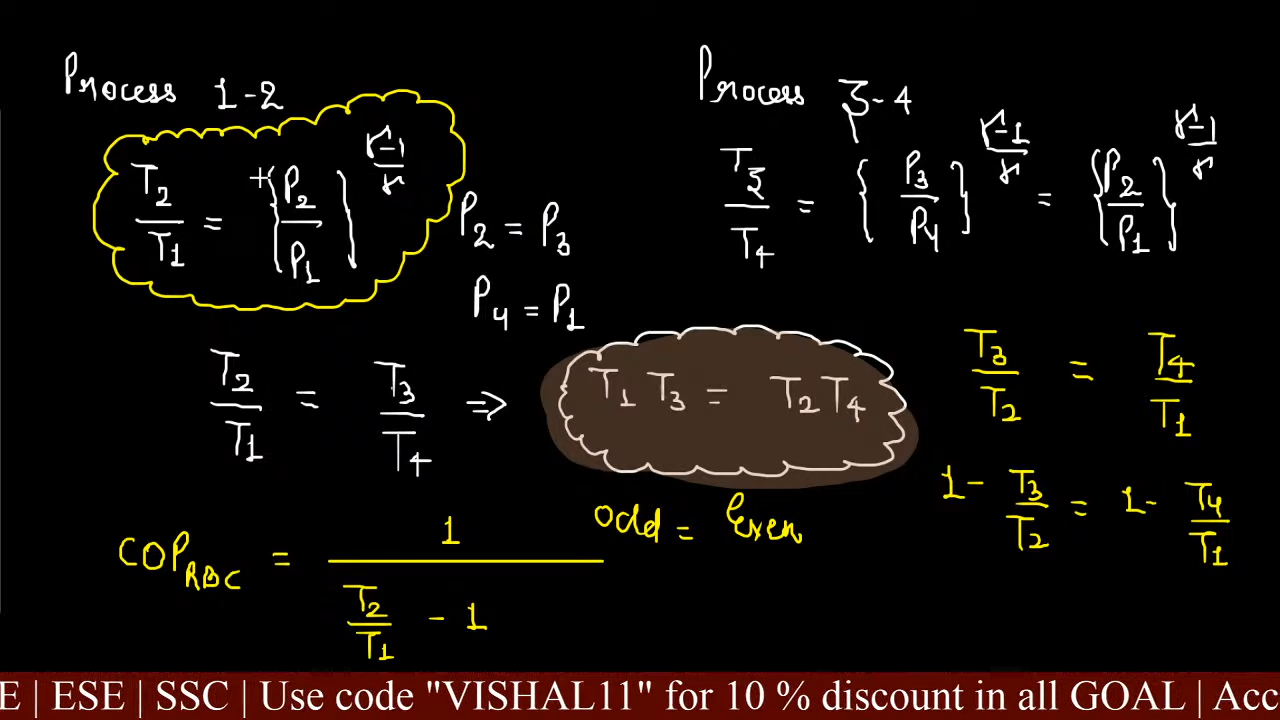 Process 1-2
T2/T1 = {P2/P1}^(γ-1)/γ
P2 = P3
P4 = P1
Process 3-4
T3/T4 = {P3/P4}^(γ-1)/γ = {P2/P1}^(γ-1)/γ
T2/T1 = T3/T4 ⇒ T1 T3 = T2 T4
odd = Even
T3/T2 = T4/T1
1 - T3/T2 = 1 - T4/T1
COP_RBC = 1/(T2/T1 - 1)
E | ESE | SSC | Use code "VISHAL11" for 10 % discount in all GOAL | Acc